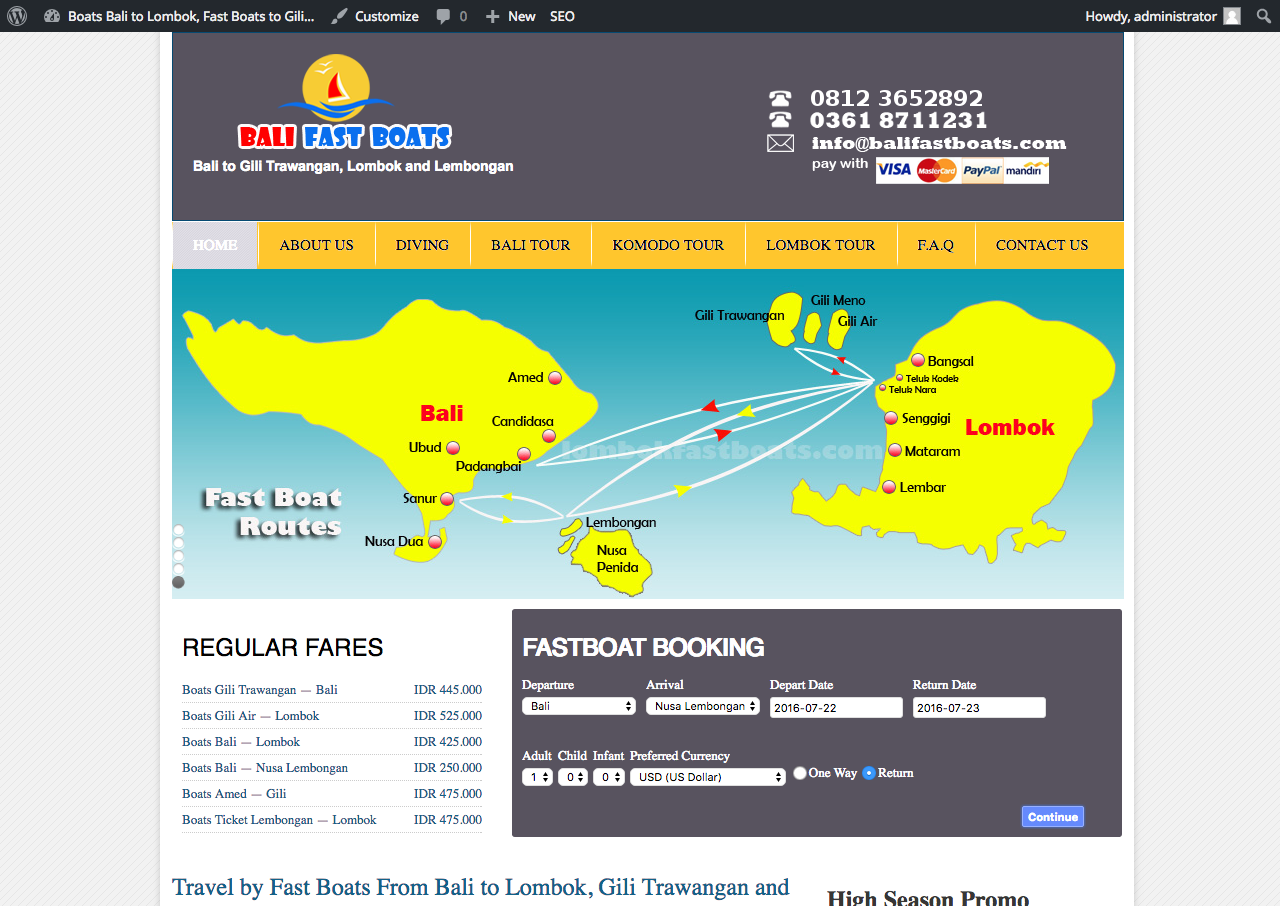 Boats Bali to Lombok, Fast Boats to Gili... Customize 0 New SEO Howdy, administrator
BALI FAST BOATS
Bali to Gili Trawangan, Lombok and Lembongan
0812 3652892
0361 8711231
info@balifastboats.com
pay with VISA MasterCard PayPal mandiri
HOME ABOUT US DIVING BALI TOUR KOMODO TOUR LOMBOK TOUR F.A.Q CONTACT US
Gili Meno
Gili Trawangan
Gili Air
Bangsal
Amed
Teluk Kodek
Teluk Nara
Bali
Candidasa
Senggigi
Lombok
Ubud
lombokfastboats.com
Mataram
Padangbai
Lembar
Fast Boat
Routes
Sanur
Lembongan
Nusa Dua
Nusa
Penida
REGULAR FARES
Boats Gili Trawangan — Bali IDR 445.000
Boats Gili Air — Lombok IDR 525.000
Boats Bali — Lombok IDR 425.000
Boats Bali — Nusa Lembongan IDR 250.000
Boats Amed — Gili IDR 475.000
Boats Ticket Lembongan — Lombok IDR 475.000
FASTBOAT BOOKING
Departure Arrival Depart Date Return Date
Bali Nusa Lembongan 2016-07-22 2016-07-23
Adult Child Infant Preferred Currency
1 0 0 USD (US Dollar) One Way Return
Continue
Travel by Fast Boats From Bali to Lombok, Gili Trawangan and
High Season Promo